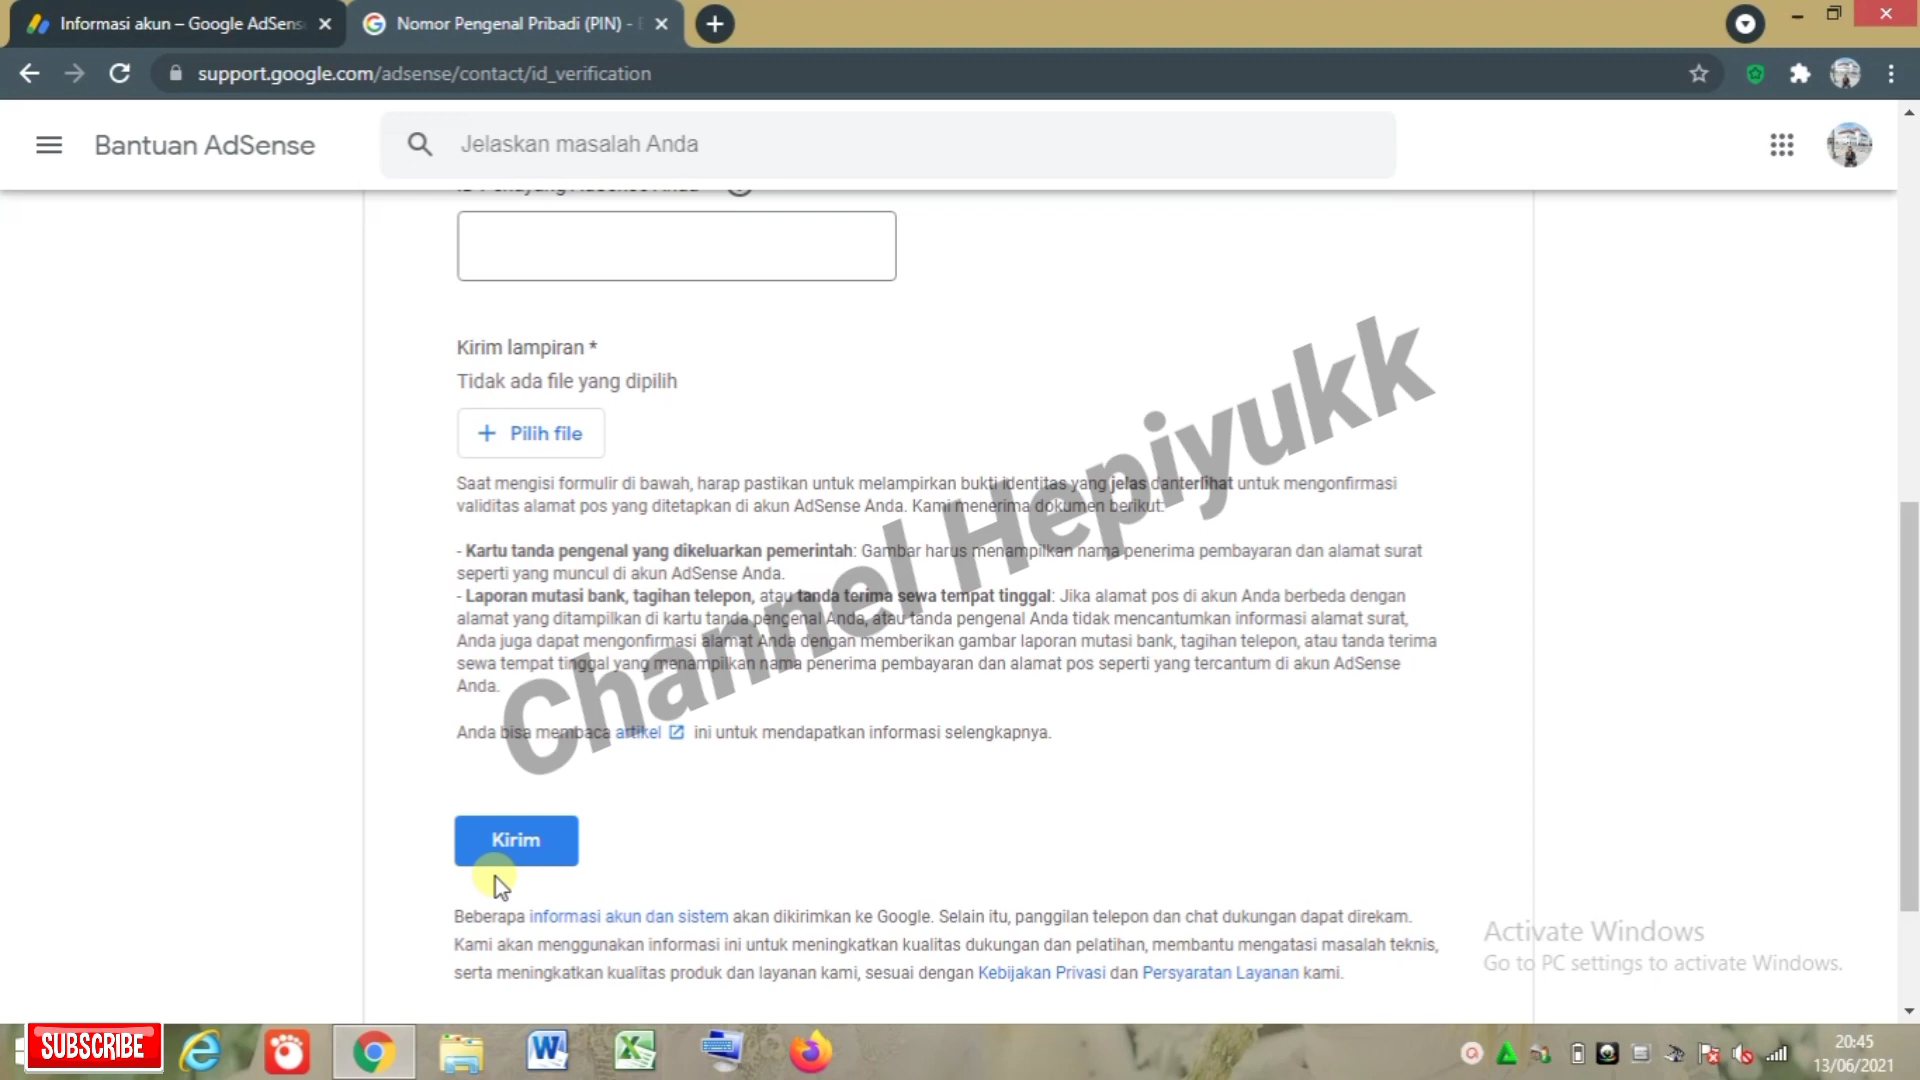 Informasi akun – Google AdSens
Nomor Pengenal Pribadi (PIN) -
support.google.com/adsense/contact/id_verification
Bantuan AdSense
Jelaskan masalah Anda
Kirim lampiran *
Tidak ada file yang dipilih
+ Pilih file
Saat mengisi formulir di bawah, harap pastikan untuk melampirkan bukti identitas yang jelas danterlihat untuk mengonfirmasi
validitas alamat pos yang ditetapkan di akun AdSense Anda. Kami menerima dokumen berikut:
- Kartu tanda pengenal yang dikeluarkan pemerintah: Gambar harus menampilkan nama penerima pembayaran dan alamat surat
seperti yang muncul di akun AdSense Anda.
- Laporan mutasi bank, tagihan telepon, atau tanda terima sewa tempat tinggal: Jika alamat pos di akun Anda berbeda dengan
alamat yang ditampilkan di kartu tanda pengenal Anda, atau tanda pengenal Anda tidak mencantumkan informasi alamat surat,
Anda juga dapat mengonfirmasi alamat Anda dengan memberikan gambar laporan mutasi bank, tagihan telepon, atau tanda terima
sewa tempat tinggal yang menampilkan nama penerima pembayaran dan alamat pos seperti yang tercantum di akun AdSense
Anda.
Anda bisa membaca artikel ini untuk mendapatkan informasi selengkapnya.
Channel Hepiyukk
Kirim
Beberapa informasi akun dan sistem akan dikirimkan ke Google. Selain itu, panggilan telepon dan chat dukungan dapat direkam.
Kami akan menggunakan informasi ini untuk meningkatkan kualitas dukungan dan pelatihan, membantu mengatasi masalah teknis,
serta meningkatkan kualitas produk dan layanan kami, sesuai dengan Kebijakan Privasi dan Persyaratan Layanan kami.
Activate Windows
Go to PC settings to activate Windows.
SUBSCRIBE
20:45
13/06/2021